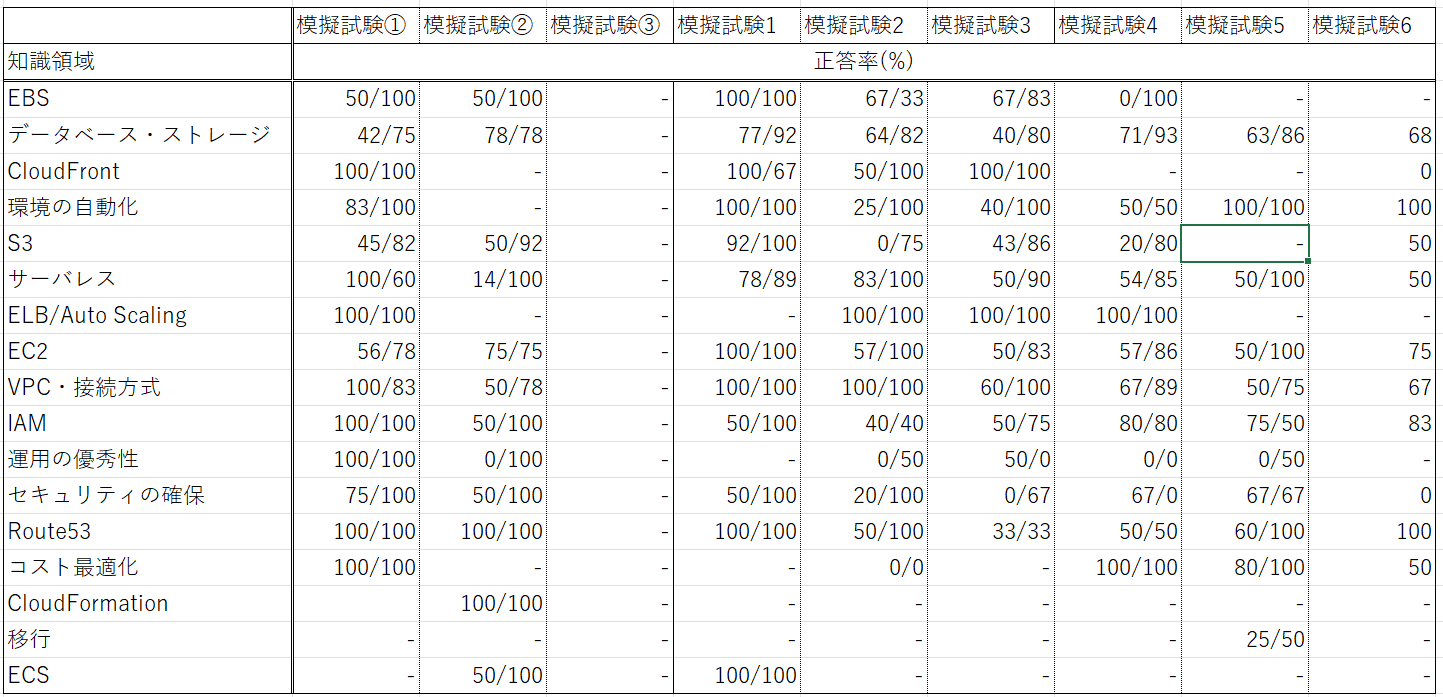 模擬試験① 模擬試験② 模擬試験③ 模擬試験1 模擬試験2 模擬試験3 模擬試験4 模擬試験5 模擬試験6
知識領域 正答率(%)
EBS 50/100 50/100 - 100/100 67/33 67/83 0/100 - -
データベース・ストレージ 42/75 78/78 - 77/92 64/82 40/80 71/93 63/86 68
CloudFront 100/100 - - 100/67 50/100 100/100 - - 0
環境の自動化 83/100 - - 100/100 25/100 40/100 50/50 100/100 100
S3 45/82 50/92 - 92/100 0/75 43/86 20/80 - 50
サーバレス 100/60 14/100 - 78/89 83/100 50/90 54/85 50/100 50
ELB/Auto Scaling 100/100 - - - 100/100 100/100 100/100 - -
EC2 56/78 75/75 - 100/100 57/100 50/83 57/86 50/100 75
VPC・接続方式 100/83 50/78 - 100/100 100/100 60/100 67/89 50/75 67
IAM 100/100 50/100 - 50/100 40/40 50/75 80/80 75/50 83
運用の優秀性 100/100 0/100 - - 0/50 50/0 0/0 0/50 -
セキュリティの確保 75/100 50/100 - 50/100 20/100 0/67 67/0 67/67 0
Route53 100/100 100/100 - 100/100 50/100 33/33 50/50 60/100 100
コスト最適化 100/100 - - - 0/0 - 100/100 80/100 50
CloudFormation 100/100 - - - - - - -
移行 - - - - - - - 25/50 -
ECS - 50/100 - 100/100 - - - - -